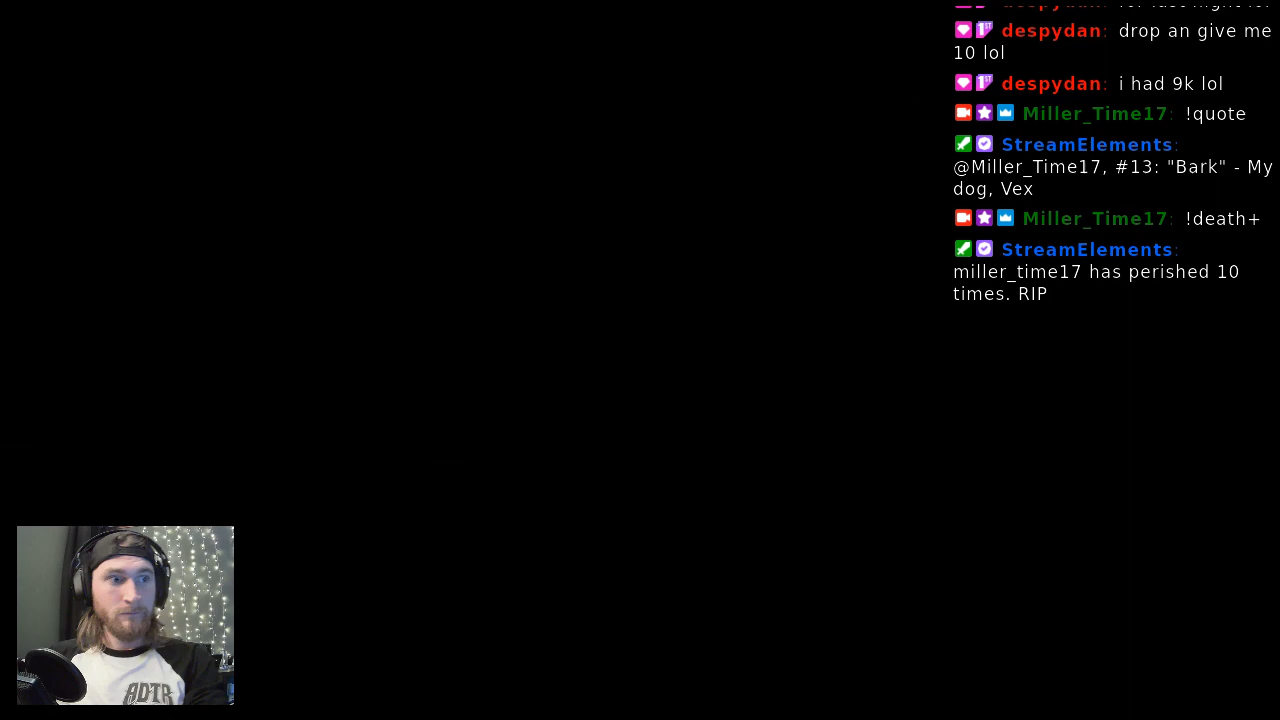 despydan: drop an give me
10 lol
despydan: i had 9k lol
Miller_Time17: !quote
StreamElements:
@Miller_Time17, #13: "Bark" - My
dog, Vex
Miller_Time17: !death+
StreamElements:
miller_time17 has perished 10
times. RIP
ADTR